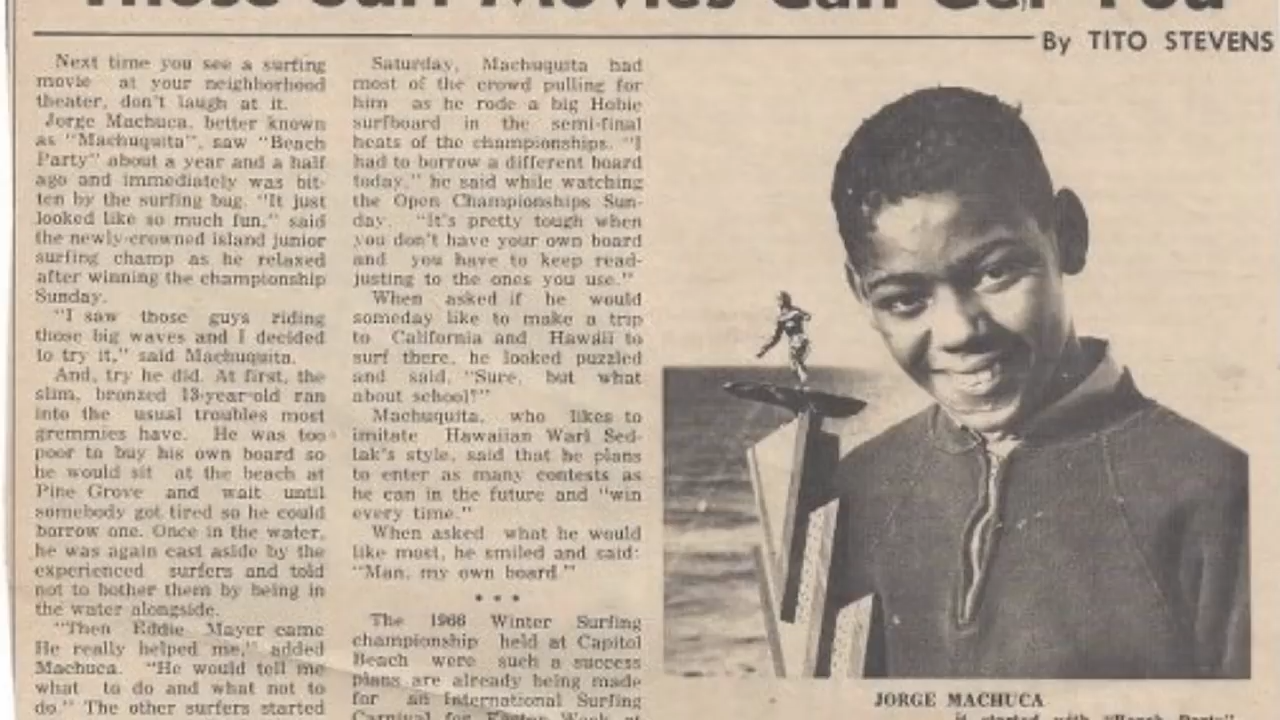 Those Surf Movies Can Get You
By TITO STEVENS
Next time you see a surfing
movie at your neighborhood
theater, don't laugh at it.
Jorge Machuca, better known
as "Machuquita", saw "Beach
Party" about a year and a half
ago and immediately was bit-
ten by the surfing bug. "It just
looked like so much fun," said
the newly-crowned island junior
surfing champ as he relaxed
after winning the championship
Sunday.
"I saw those guys riding
those big waves and I decided
to try it," said Machuquita.
And, try he did. At first, the
slim, bronzed 13-year-old ran
into the usual troubles most
gremmies have. He was too
poor to buy his own board so
he would sit at the beach at
Pine Grove and wait until
somebody got tired so he could
borrow one. Once in the water,
he was again cast aside by the
experienced surfers and told
not to bother them by being in
the water alongside.
"Then Eddie Mayer came
He really helped me," added
Machuca. "He would tell me
what to do and what not to
do." The other surfers started
Saturday, Machuquita had
most of the crowd pulling for
him as he rode a big Hobie
surfboard in the semi-final
heats of the championships. "I
had to borrow a different board
today," he said while watching
the Open Championships Sun-
day. "It's pretty tough when
you don't have your own board
and you have to keep read-
justing to the ones you use."
When asked if he would
someday like to make a trip
to California and Hawaii to
surf there, he looked puzzled
and said, "Sure, but what
about school?"
Machuquita, who likes to
imitate Hawaiian Warl Sed-
lak's style, said that he plans
to enter as many contests as
he can in the future and "win
every time."
When asked what he would
like most, he smiled and said:
"Man, my own board."
* * *
The 1966 Winter Surfing
championship held at Capitol
Beach were such a success
plans are already being made
for an International Surfing
Carnival for Easter Week at
JORGE MACHUCA
it started with "Beach Party"